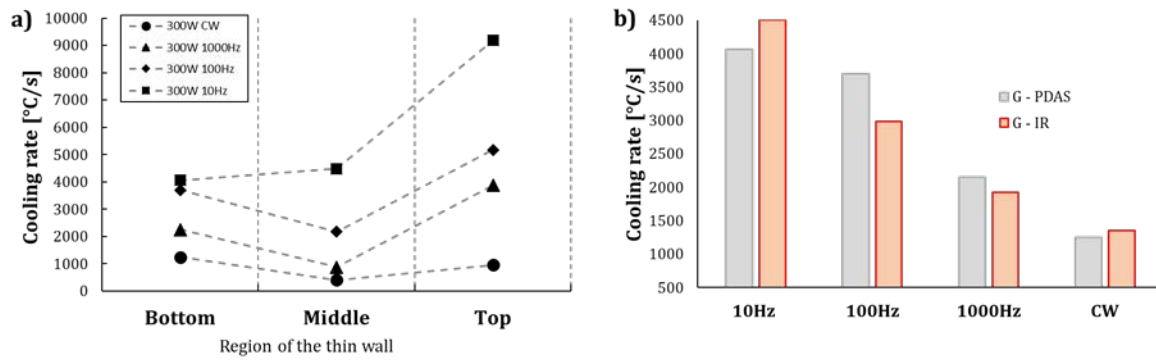 a)
Cooling rate [°C/s]
10000
9000
8000
7000
6000
5000
4000
3000
2000
1000
0
300W CW
300W 1000Hz
300W 100Hz
300W 10Hz
Bottom Middle Top
Region of the thin wall
b)
Cooling rate [°C/s]
4500
4000
3500
3000
2500
2000
1500
1000
500
G - PDAS
G - IR
10Hz 100Hz 1000Hz CW